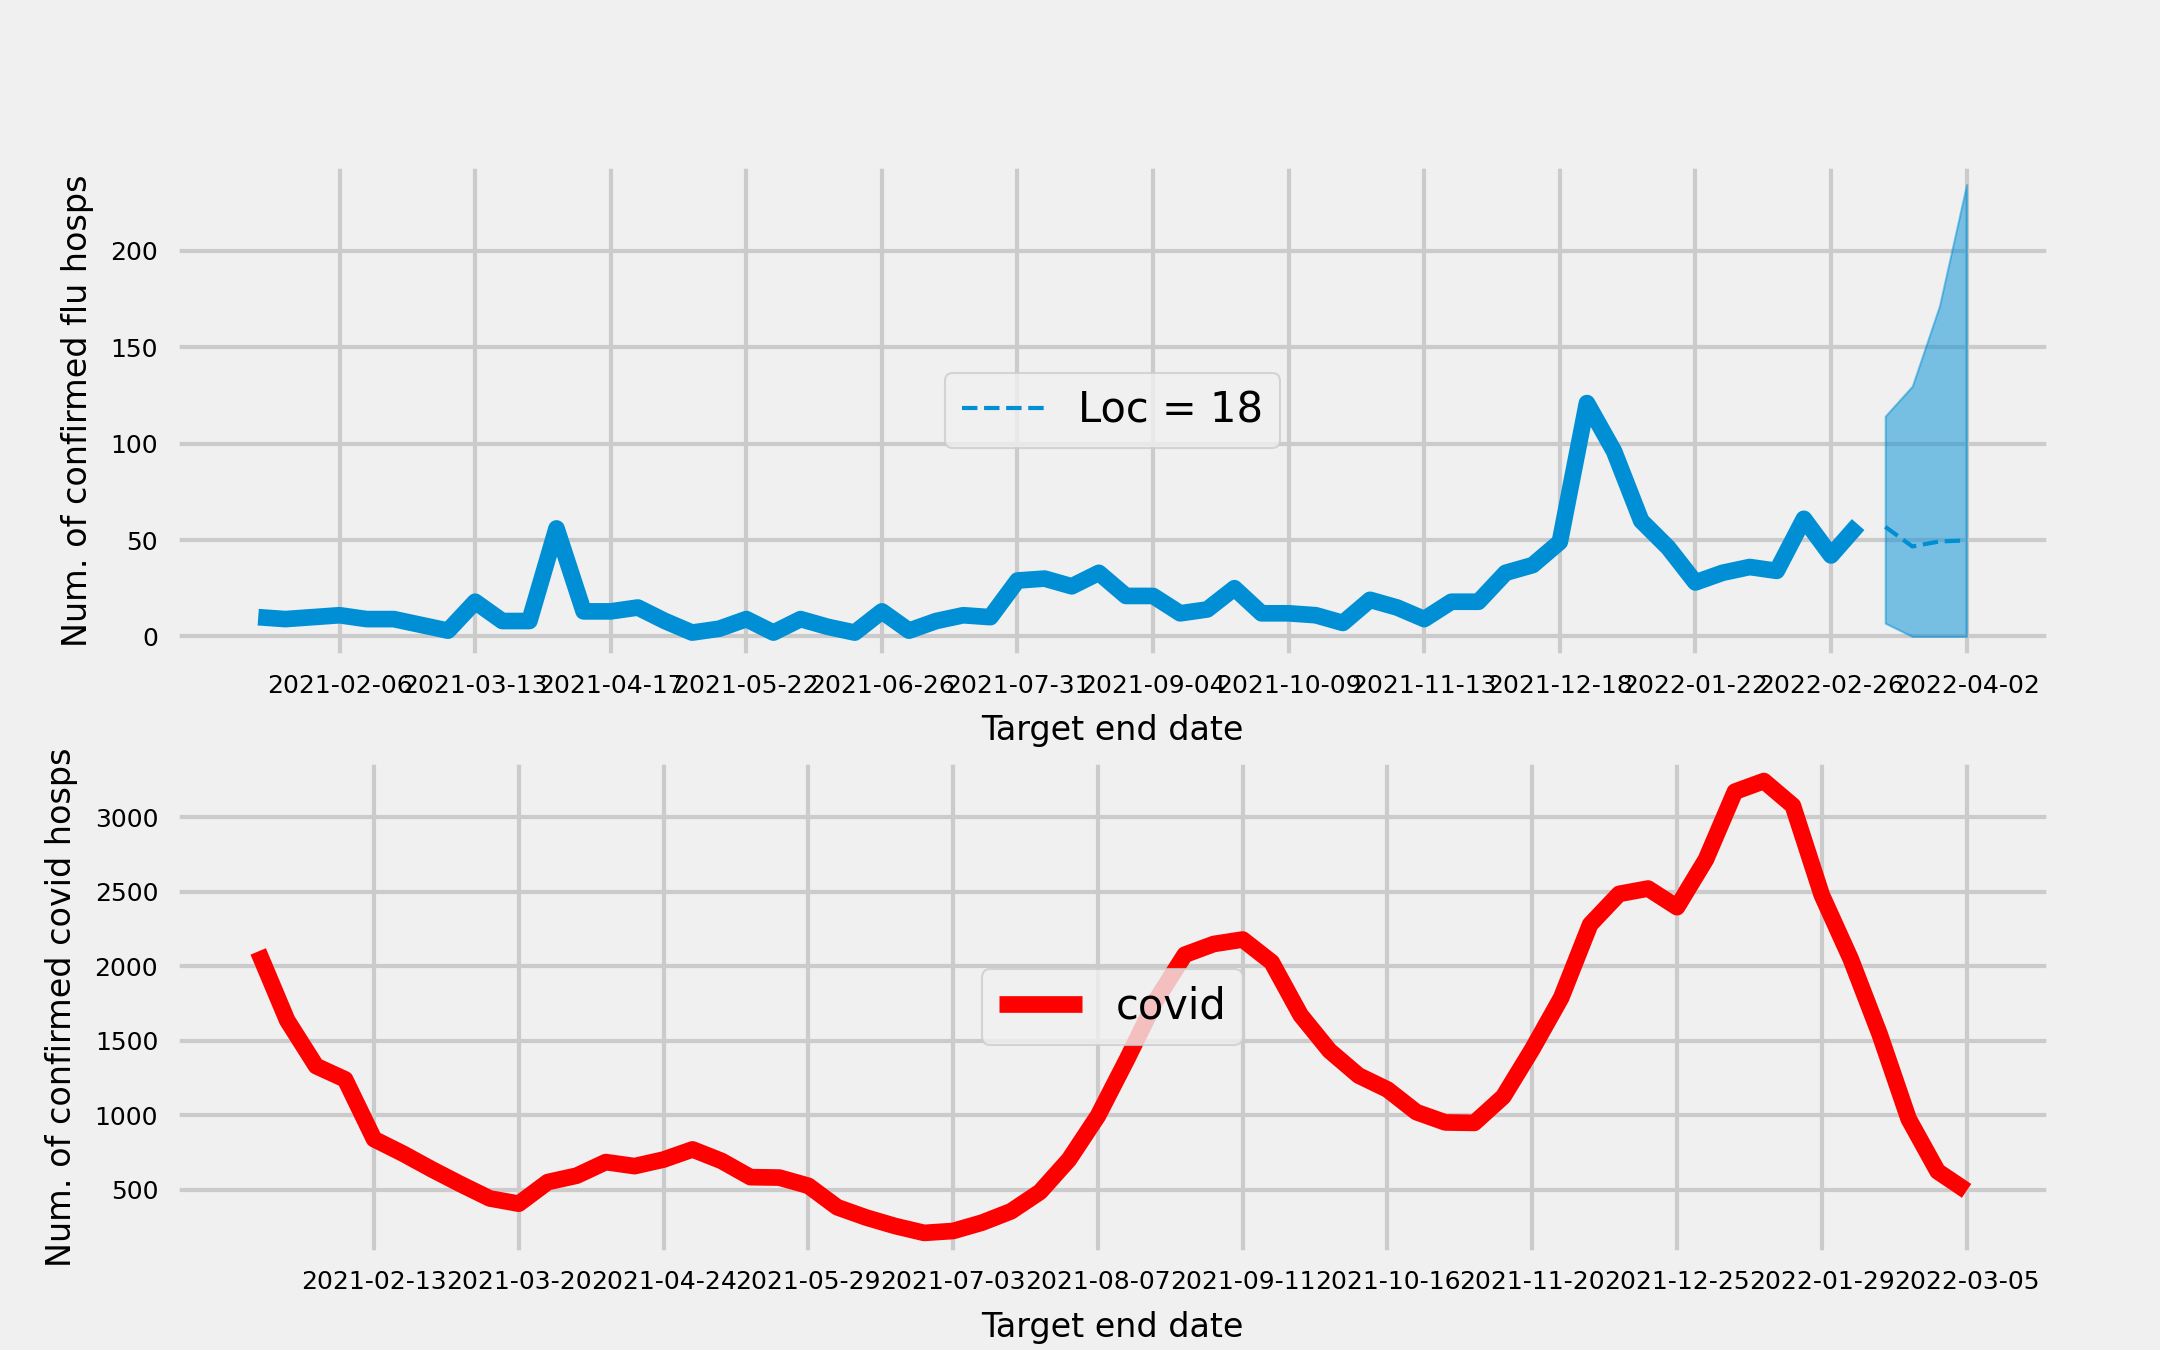 Num. of confirmed flu hosps
200
150
100
50
0
Loc = 18
2021-02-06 2021-03-13 2021-04-17 2021-05-22 2021-06-26 2021-07-31 2021-09-04 2021-10-09 2021-11-13 2021-12-18 2022-01-22 2022-02-26 2022-04-02
Target end date
Num. of confirmed covid hosps
3000
2500
2000
1500
1000
500
covid
2021-02-13 2021-03-20 2021-04-24 2021-05-29 2021-07-03 2021-08-07 2021-09-11 2021-10-16 2021-11-20 2021-12-25 2022-01-29 2022-03-05
Target end date